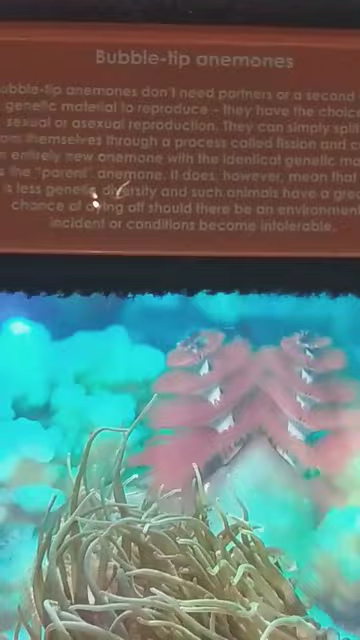 Bubble-tip anemones
ubble-tip anemones don't need partners or a second
genetic material to reproduce – they have the choice
sexual or asexual reproduction. They can simply spli
om themselves through a process called fission and c
n entirely new anemone with the identical genetic ma
s the "parent" anemone. It does, however, mean that
is less genetic diversity and such animals have a grea
chance of dying off should there be an environmen
incident or conditions become intolerable.